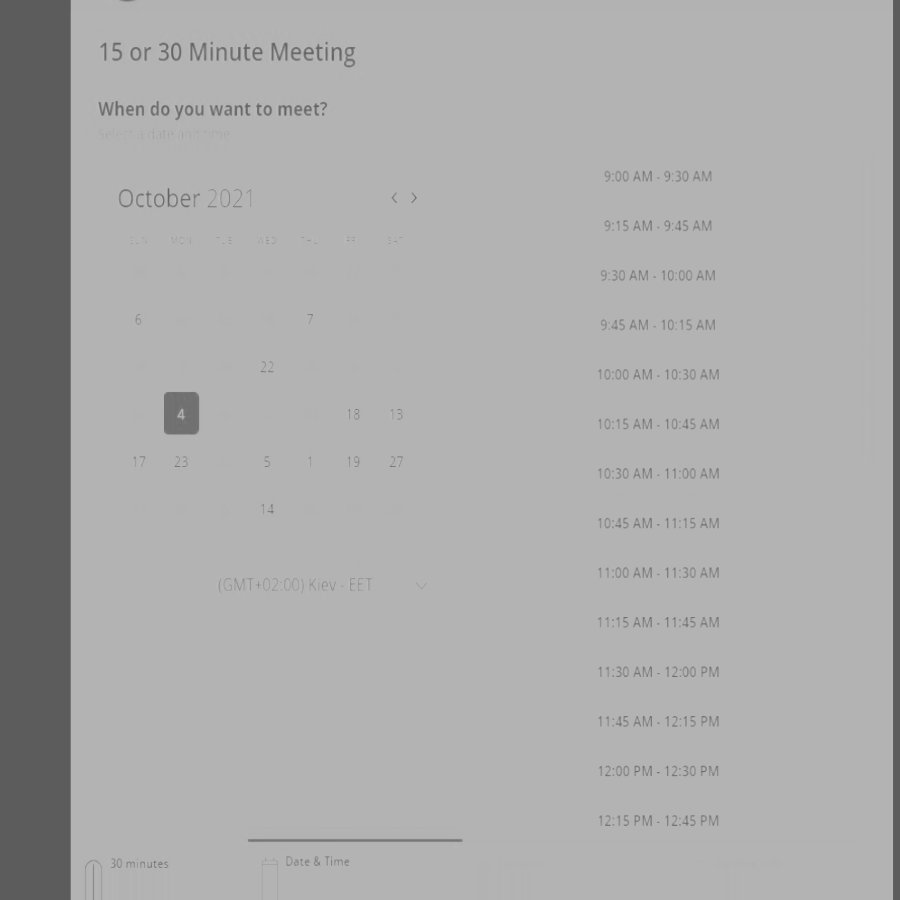 15 or 30 Minute Meeting
When do you want to meet?
Select a date and time
October 2021
SUN MON TUE WED THU FRI SAT
6 7
22
4 18 13
17 23 5 1 19 27
14
(GMT+02:00) Kiev - EET
9:00 AM - 9:30 AM
9:15 AM - 9:45 AM
9:30 AM - 10:00 AM
9:45 AM - 10:15 AM
10:00 AM - 10:30 AM
10:15 AM - 10:45 AM
10:30 AM - 11:00 AM
10:45 AM - 11:15 AM
11:00 AM - 11:30 AM
11:15 AM - 11:45 AM
11:30 AM - 12:00 PM
11:45 AM - 12:15 PM
12:00 PM - 12:30 PM
12:15 PM - 12:45 PM
30 minutes
Date & Time